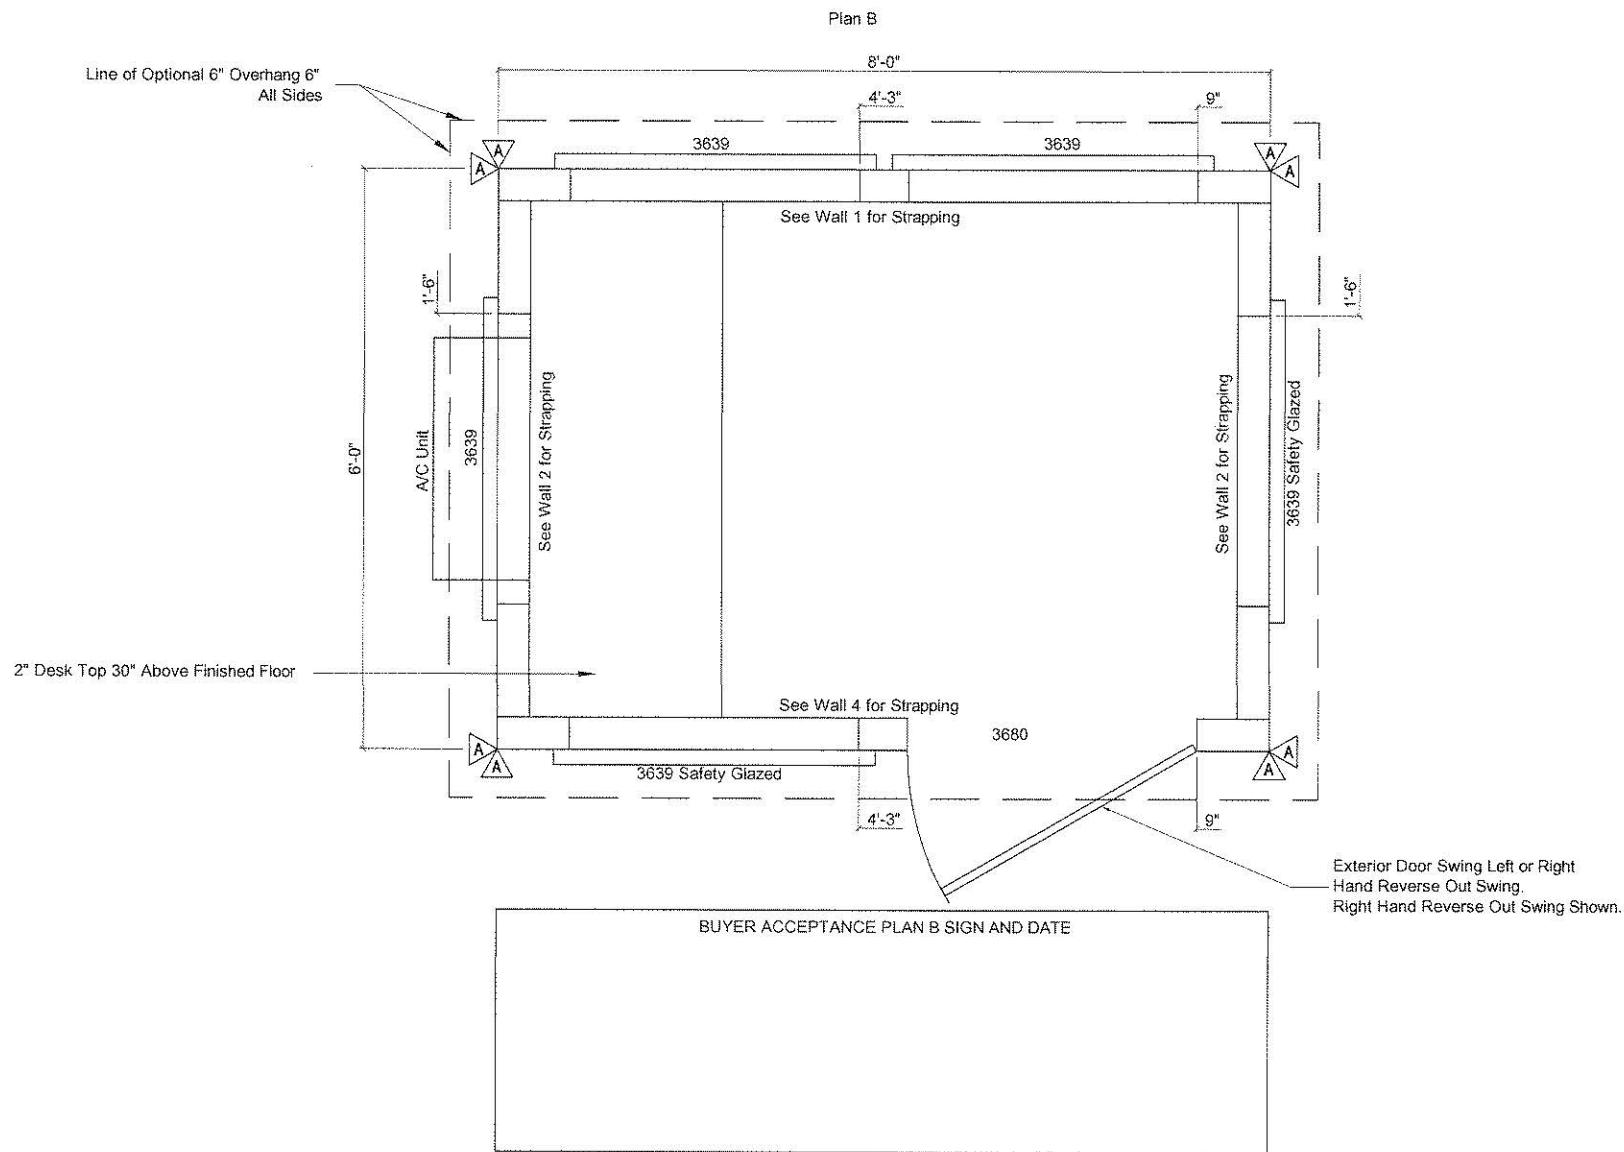 Plan B
8'-0"
Line of Optional 6" Overhang 6"
All Sides
4'-3"
9"
3639
3639
A
A
A
A
See Wall 1 for Strapping
1'-6"
1'-6"
6'-0"
A/C Unit
3639
See Wall 2 for Strapping
See Wall 2 for Strapping
3639 Safety Glazed
2" Desk Top 30" Above Finished Floor
See Wall 4 for Strapping
3680
A
A
A
A
3639 Safety Glazed
4'-3"
9"
Exterior Door Swing Left or Right
Hand Reverse Out Swing.
Right Hand Reverse Out Swing Shown.
BUYER ACCEPTANCE PLAN B SIGN AND DATE